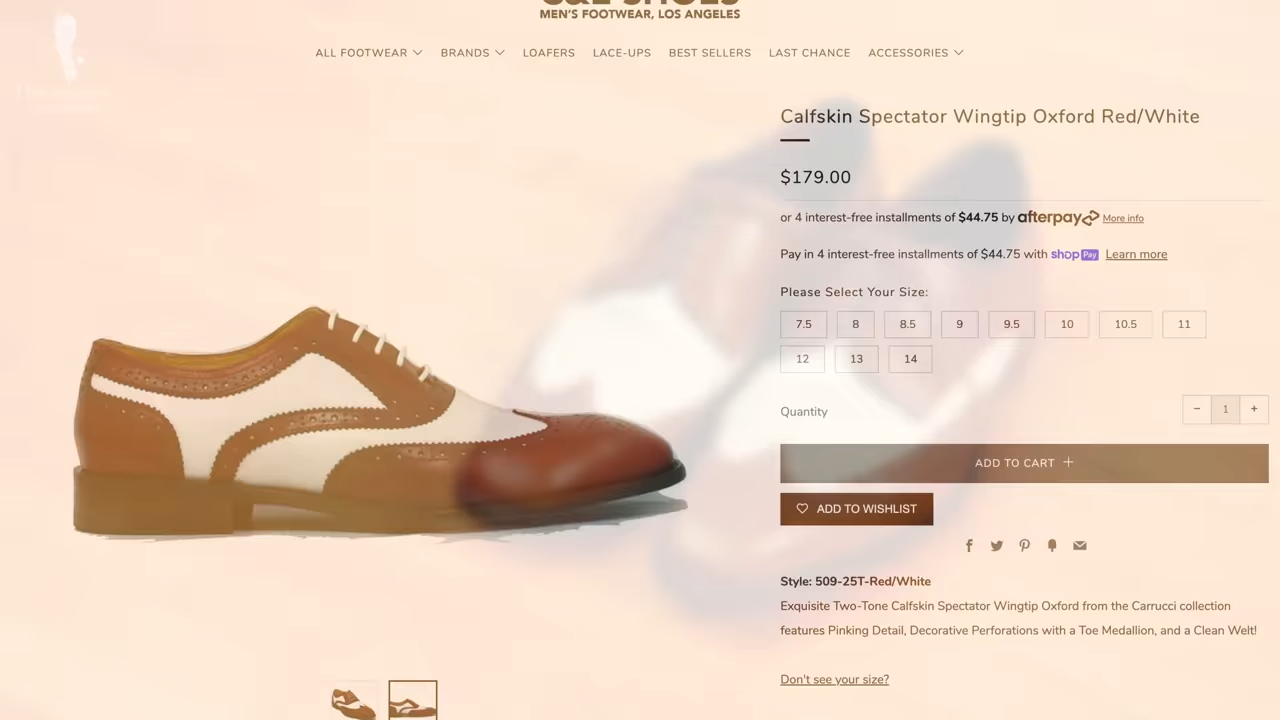 MEN'S FOOTWEAR, LOS ANGELES
ALL FOOTWEAR BRANDS LOAFERS LACE-UPS BEST SELLERS LAST CHANCE ACCESSORIES
Calfskin Spectator Wingtip Oxford Red/White
$179.00
or 4 interest-free installments of $44.75 by afterpay More info
Pay in 4 interest-free installments of $44.75 with shop Pay Learn more
Please Select Your Size:
7.5 8 8.5 9 9.5 10 10.5 11
12 13 14
Quantity − 1 +
ADD TO CART +
ADD TO WISHLIST
Style: 509-25T-Red/White
Exquisite Two-Tone Calfskin Spectator Wingtip Oxford from the Carrucci collection
features Pinking Detail, Decorative Perforations with a Toe Medallion, and a Clean Welt!
Don't see your size?